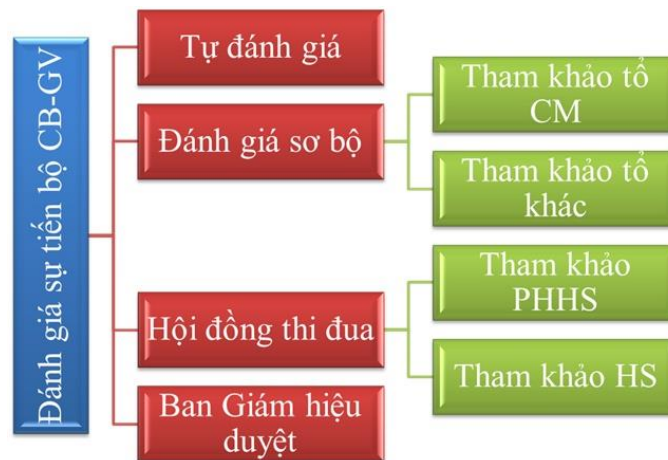 Đánh giá sự tiến bộ CB-GV
Tự đánh giá
Đánh giá sơ bộ
Tham khảo tổ
CM
Tham khảo tổ
khác
Hội đồng thi đua
Tham khảo
PHHS
Tham khảo HS
Ban Giám hiệu
duyệt